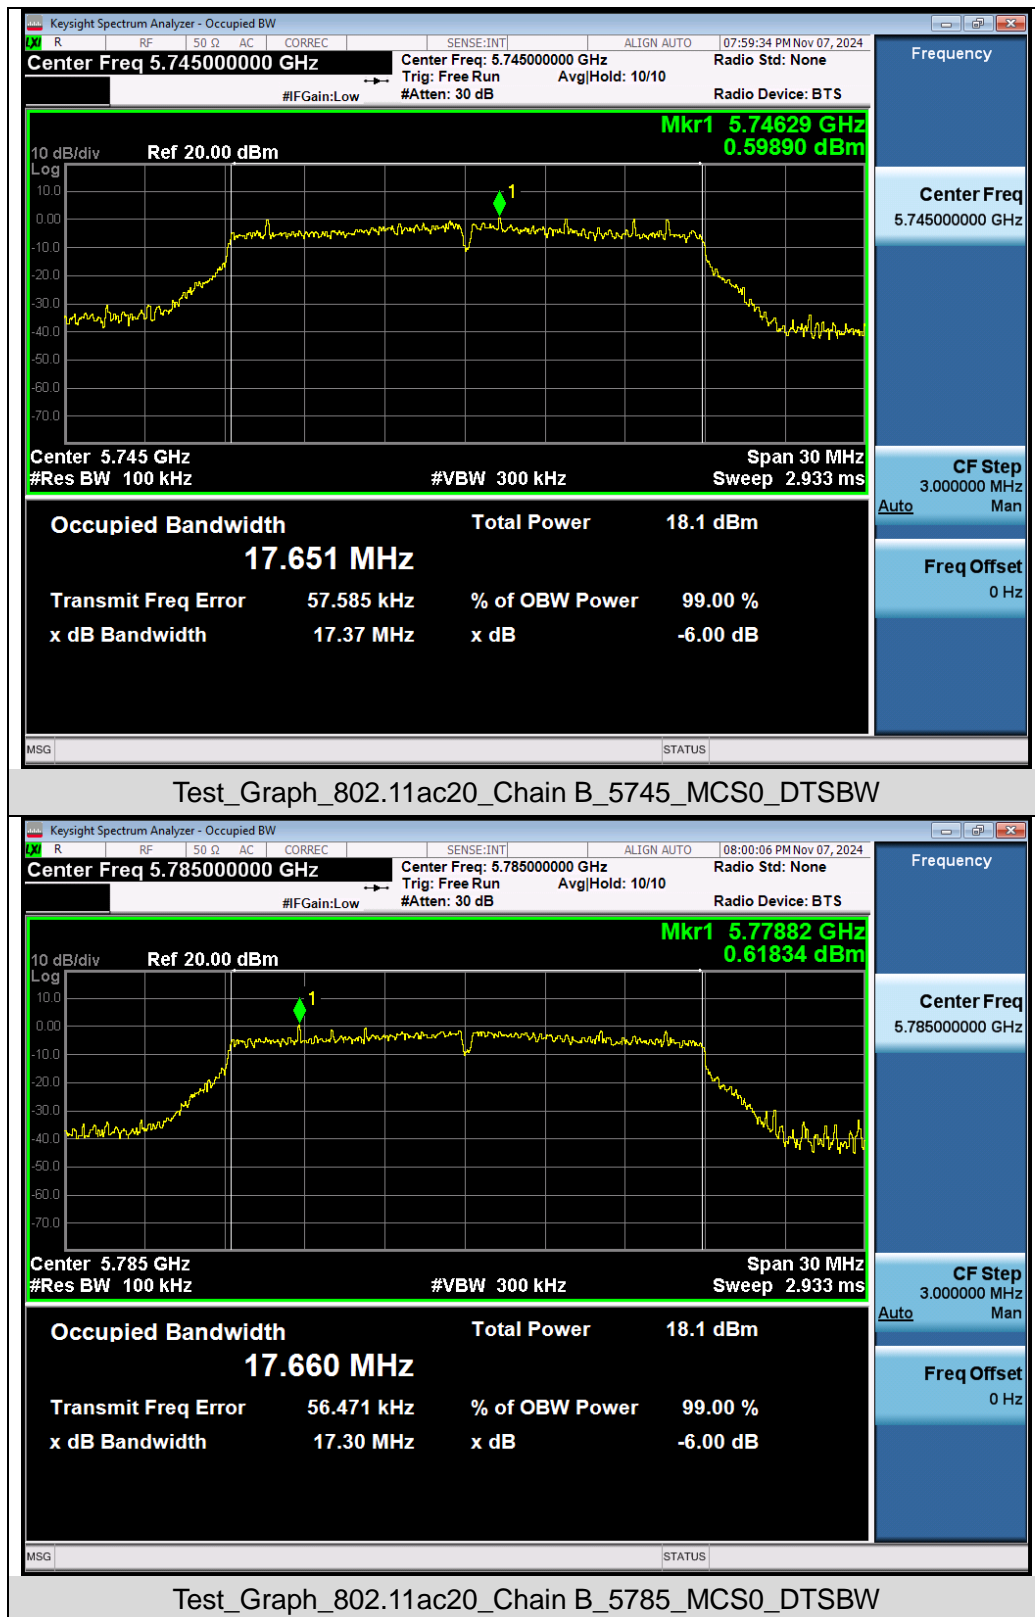 Keysight Spectrum Analyzer - Occupied BW
LXI R RF 50 Ω AC CORREC SENSE:INT ALIGN AUTO 07:59:34 PM Nov 07, 2024
Center Freq 5.745000000 GHz
Center Freq: 5.745000000 GHz Radio Std: None
Trig: Free Run Avg|Hold: 10/10
#IFGain:Low #Atten: 30 dB Radio Device: BTS
Frequency
Mkr1 5.74629 GHz
0.59890 dBm
10 dB/div Ref 20.00 dBm
Log
10.0
0.00
-10.0
-20.0
-30.0
-40.0
-50.0
-60.0
-70.0
1
Center 5.745 GHz Span 30 MHz
#Res BW 100 kHz #VBW 300 kHz Sweep 2.933 ms
Center Freq
5.745000000 GHz
CF Step
3.000000 MHz
Auto Man
Freq Offset
0 Hz
Occupied Bandwidth Total Power 18.1 dBm
17.651 MHz
Transmit Freq Error 57.585 kHz % of OBW Power 99.00 %
x dB Bandwidth 17.37 MHz x dB -6.00 dB
MSG STATUS
Test_Graph_802.11ac20_Chain B_5745_MCS0_DTSBW
Keysight Spectrum Analyzer - Occupied BW
LXI R RF 50 Ω AC CORREC SENSE:INT ALIGN AUTO 08:00:06 PM Nov 07, 2024
Center Freq 5.785000000 GHz
Center Freq: 5.785000000 GHz Radio Std: None
Trig: Free Run Avg|Hold: 10/10
#IFGain:Low #Atten: 30 dB Radio Device: BTS
Frequency
Mkr1 5.77882 GHz
0.61834 dBm
10 dB/div Ref 20.00 dBm
Log
10.0
0.00
-10.0
-20.0
-30.0
-40.0
-50.0
-60.0
-70.0
1
Center 5.785 GHz Span 30 MHz
#Res BW 100 kHz #VBW 300 kHz Sweep 2.933 ms
Center Freq
5.785000000 GHz
CF Step
3.000000 MHz
Auto Man
Freq Offset
0 Hz
Occupied Bandwidth Total Power 18.1 dBm
17.660 MHz
Transmit Freq Error 56.471 kHz % of OBW Power 99.00 %
x dB Bandwidth 17.30 MHz x dB -6.00 dB
MSG STATUS
Test_Graph_802.11ac20_Chain B_5785_MCS0_DTSBW